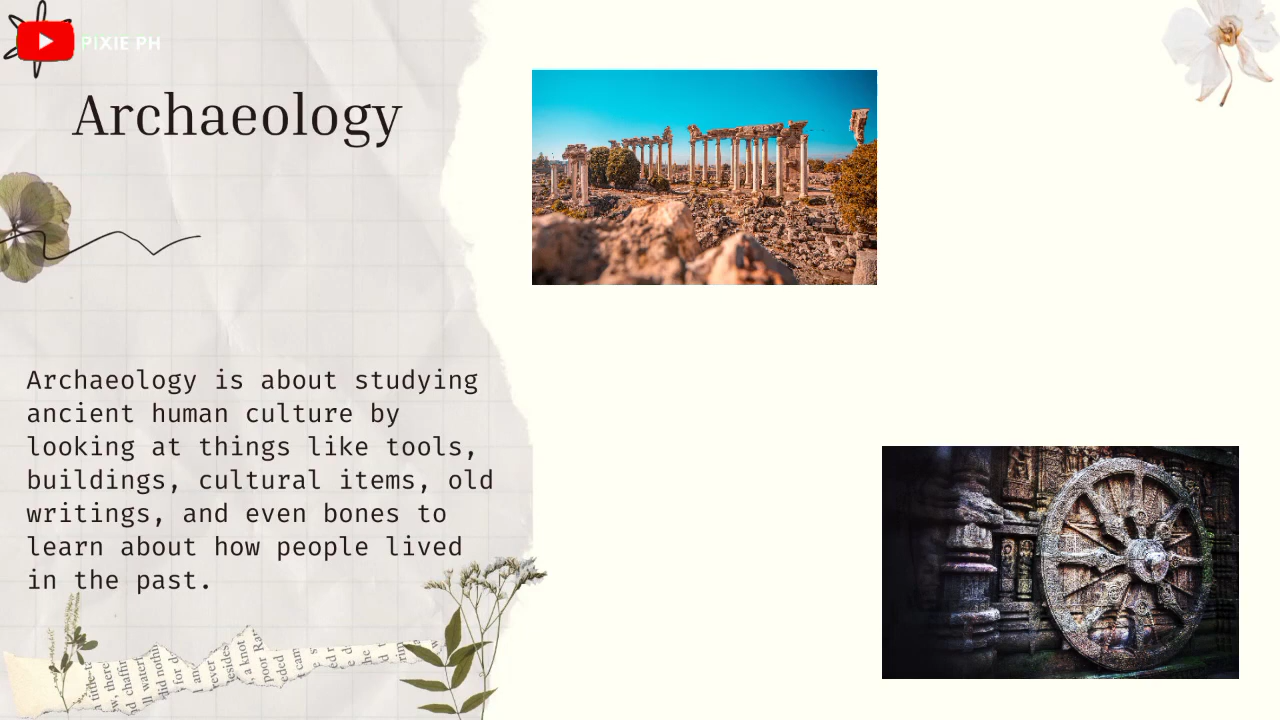 PIXIE PH
Archaeology
Archaeology is about studying
ancient human culture by
looking at things like tools,
buildings, cultural items, old
writings, and even bones to
learn about how people lived
in the past.